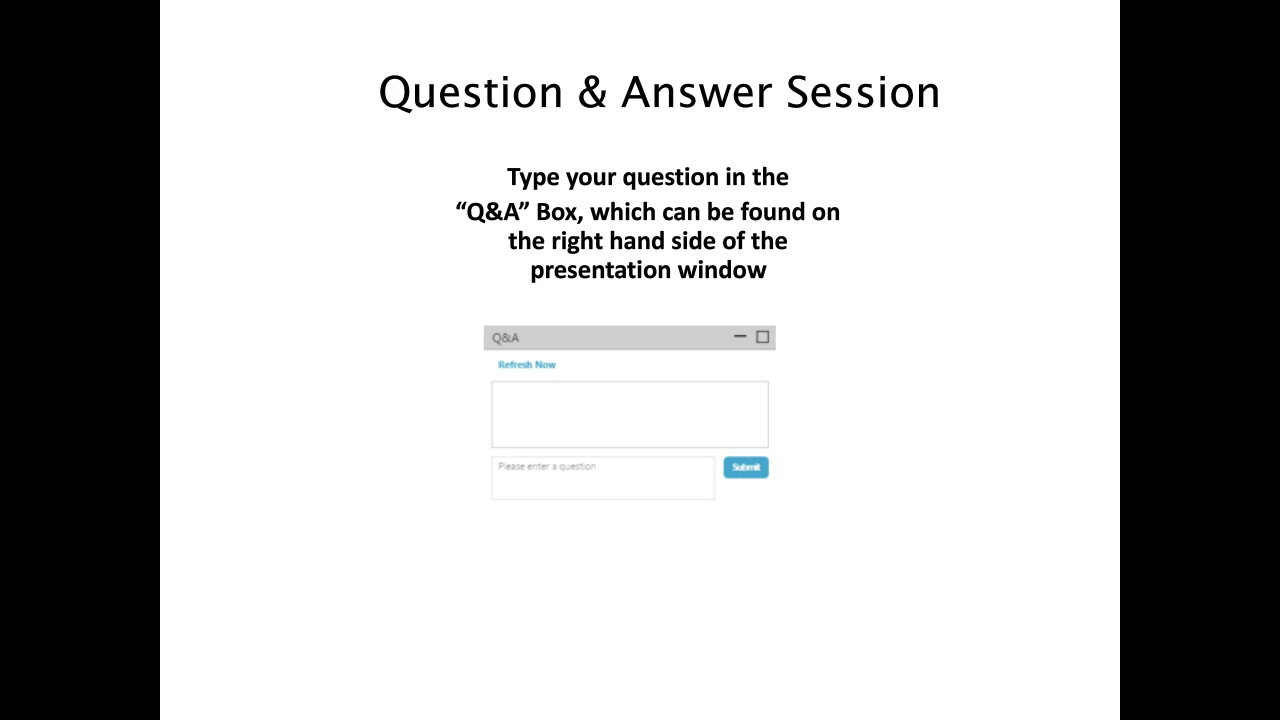 Question & Answer Session
Type your question in the
“Q&A” Box, which can be found on
the right hand side of the
presentation window
Q&A
Refresh Now
Please enter a question
Submit